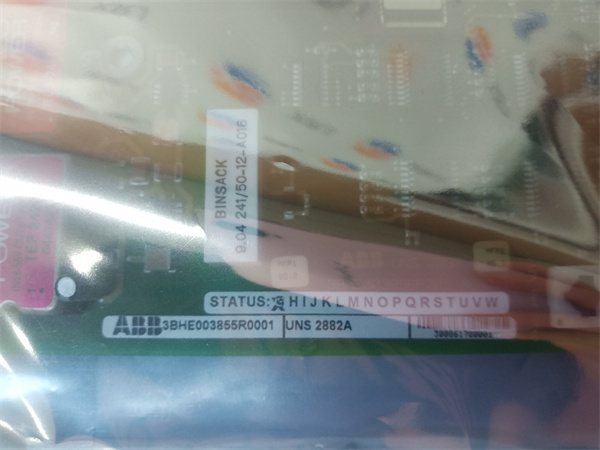 BINSACK
9.04 241/50-12-A016
STATUS: HIJKLMNOPQRSTUVW
ABB 3BHE003855R0001 UNS 2882A